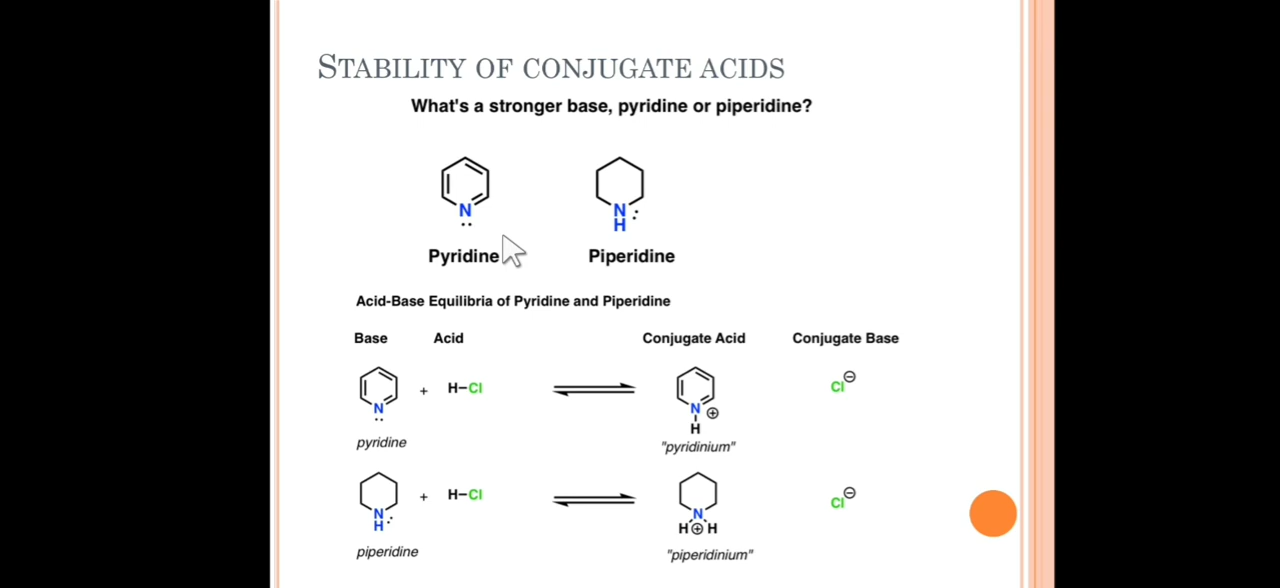 STABILITY OF CONJUGATE ACIDS
What's a stronger base, pyridine or piperidine?
N
..
N :
H
Pyridine
Piperidine
Acid-Base Equilibria of Pyridine and Piperidine
Base Acid Conjugate Acid Conjugate Base
+ H–Cl Cl ⊖
N
..
N ⊕
H
pyridine
"pyridinium"
+ H–Cl Cl ⊖
N :
H
N
H ⊕ H
piperidine
"piperidinium"